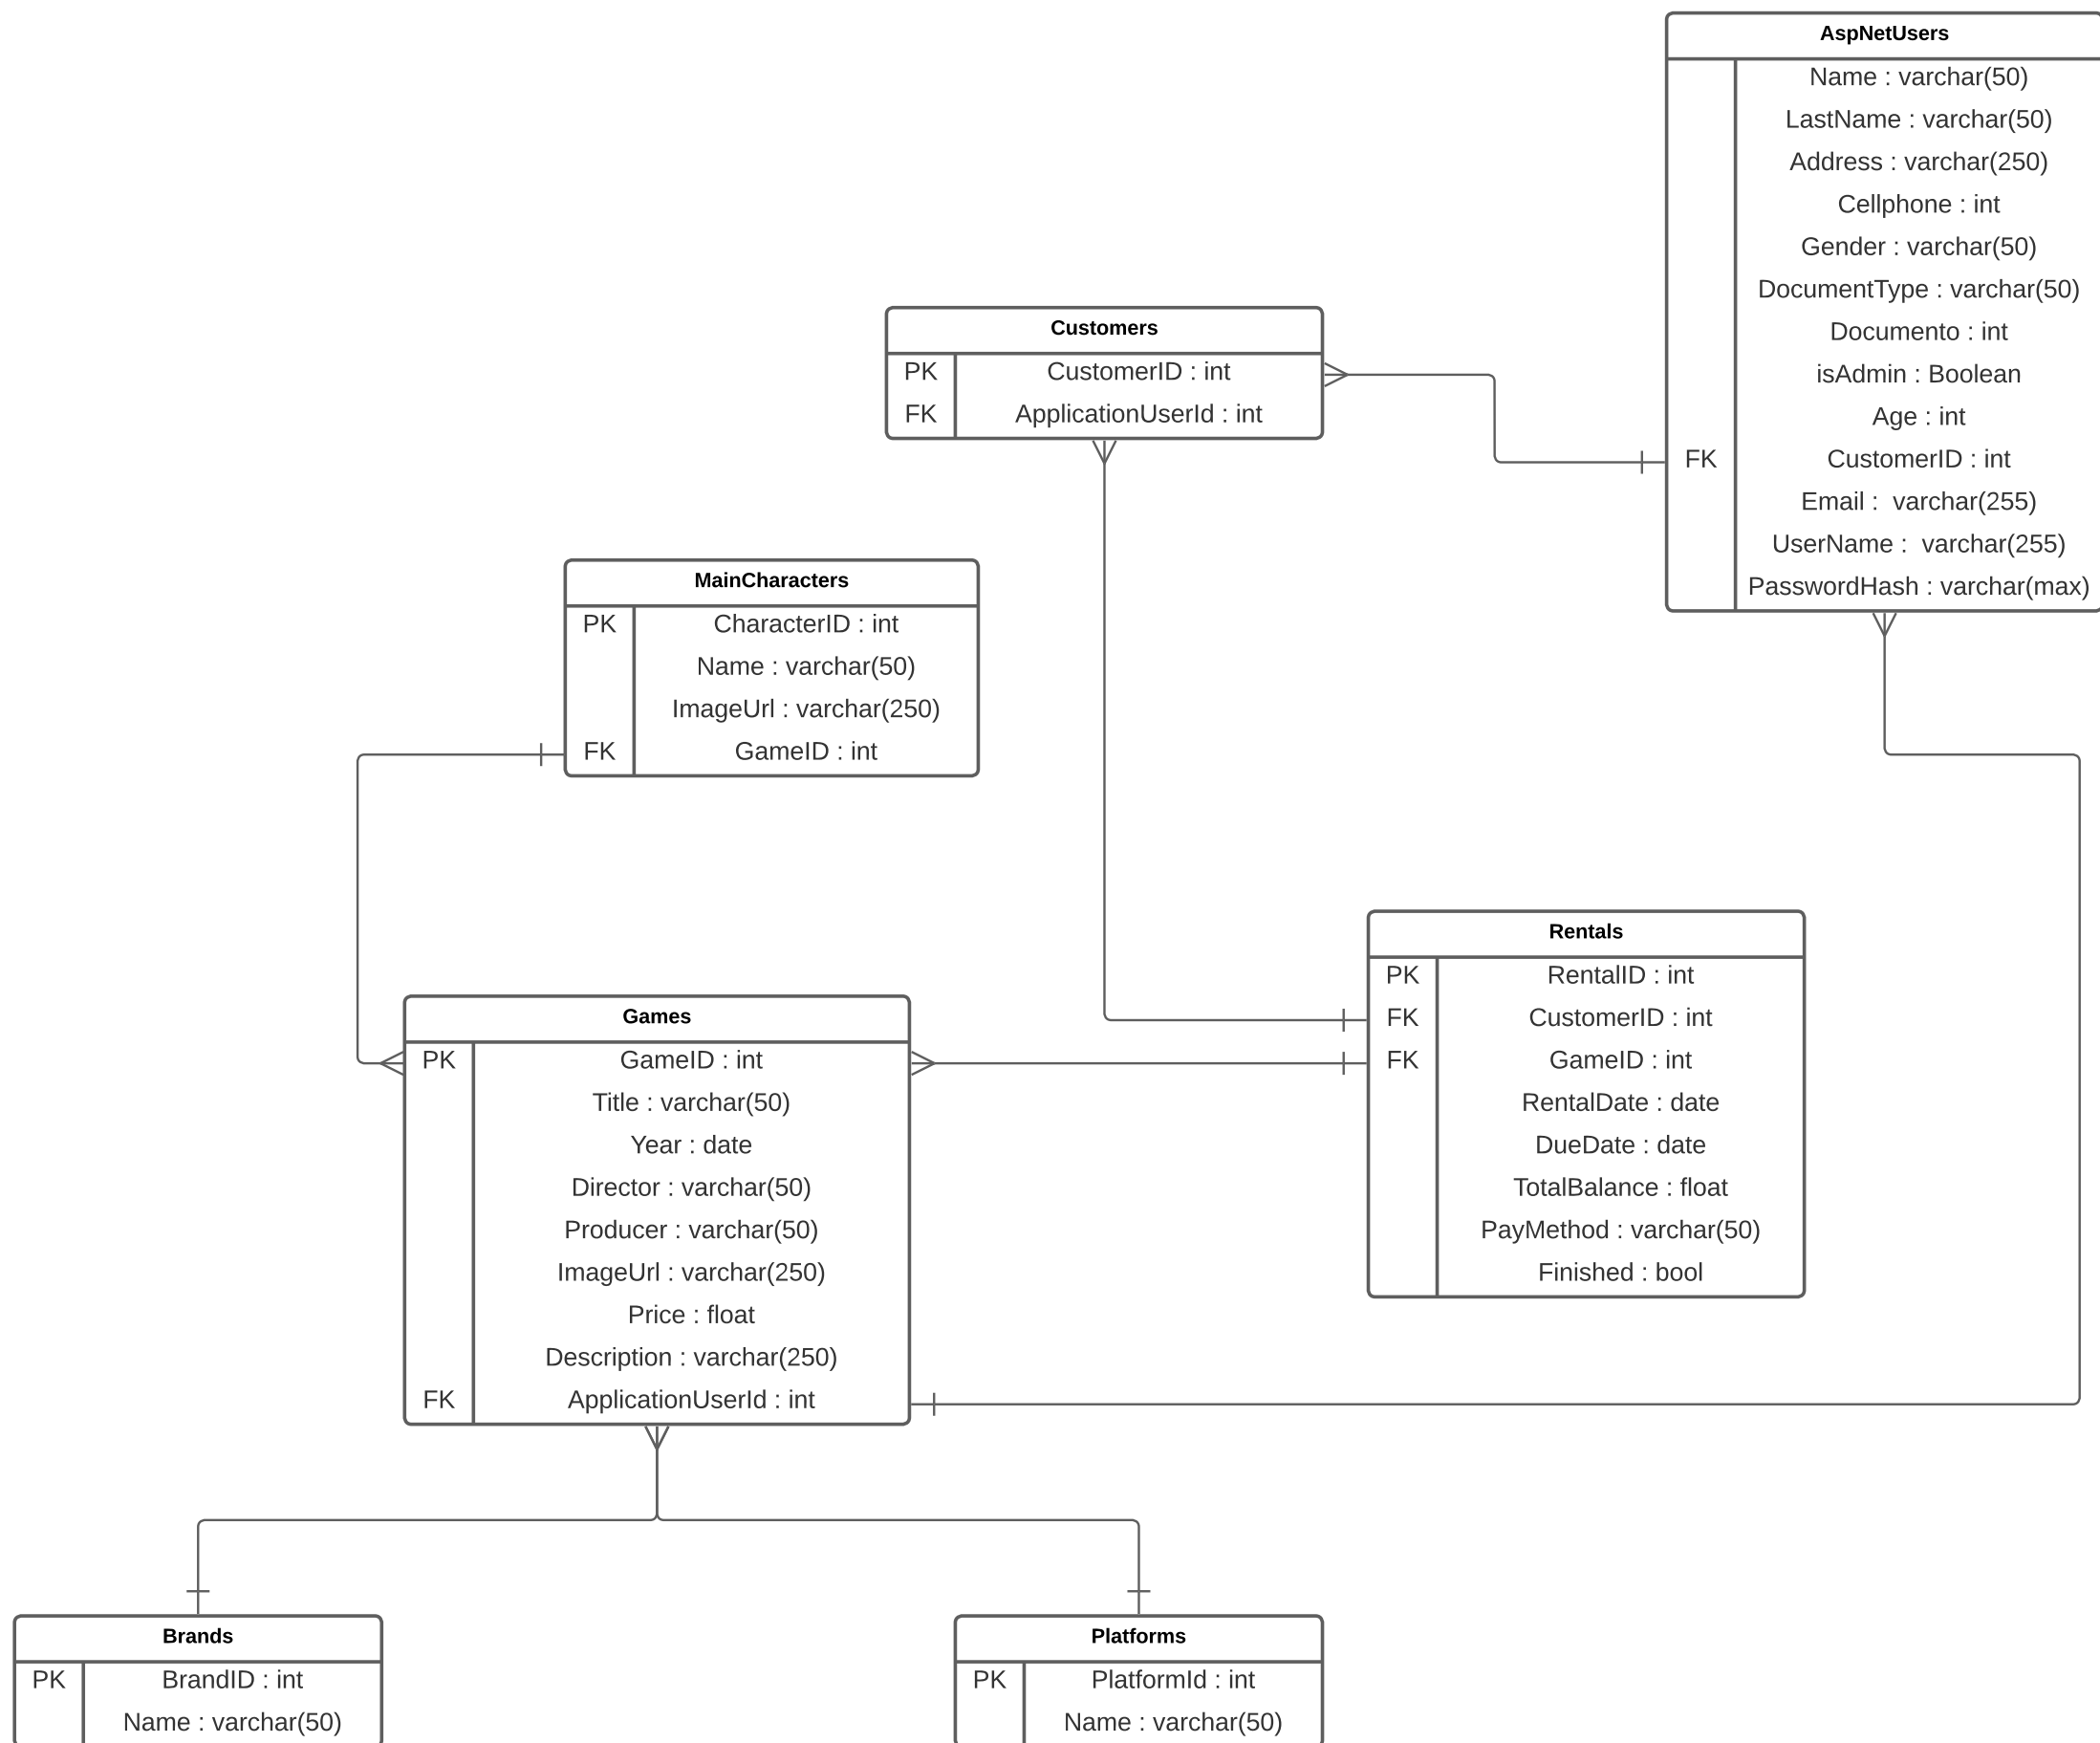 AspNetUsers
Name : varchar(50)
LastName : varchar(50)
Address : varchar(250)
Cellphone : int
Gender : varchar(50)
DocumentType : varchar(50)
Documento : int
isAdmin : Boolean
Age : int
FK CustomerID : int
Email :  varchar(255)
UserName :  varchar(255)
PasswordHash : varchar(max)
Customers
PK CustomerID : int
FK ApplicationUserId : int
MainCharacters
PK CharacterID : int
Name : varchar(50)
ImageUrl : varchar(250)
FK GameID : int
Rentals
PK RentalID : int
FK CustomerID : int
FK GameID : int
RentalDate : date
DueDate : date
TotalBalance : float
PayMethod : varchar(50)
Finished : bool
Games
PK GameID : int
Title : varchar(50)
Year : date
Director : varchar(50)
Producer : varchar(50)
ImageUrl : varchar(250)
Price : float
Description : varchar(250)
FK ApplicationUserId : int
Brands
PK BrandID : int
Name : varchar(50)
Platforms
PK PlatformId : int
Name : varchar(50)